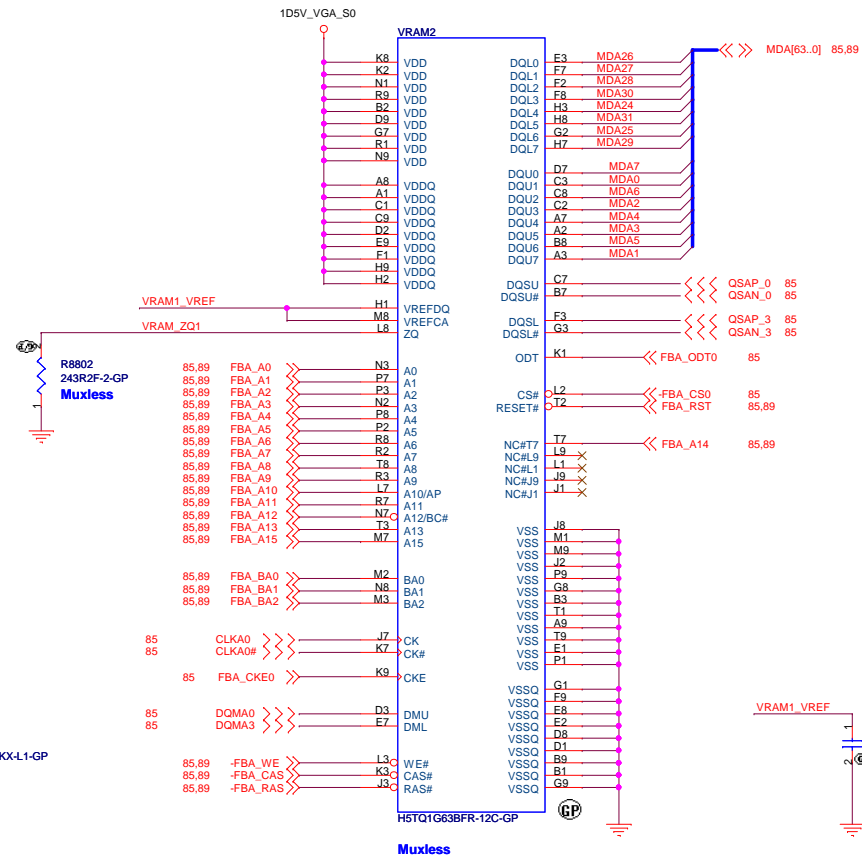 1D5V_VGA_S0
VRAM2
K8 VDD DQL0 E3 MDA26 MDA[63..0] 85,89
K2 VDD DQL1 F7 MDA27
N1 VDD DQL2 F2 MDA28
R9 VDD DQL3 F8 MDA30
B2 VDD DQL4 H3 MDA24
D9 VDD DQL5 H8 MDA31
G7 VDD DQL6 G2 MDA25
R1 VDD DQL7 H7 MDA29
N9 VDD
DQU0 D7 MDA7
A8 VDDQ DQU1 C3 MDA0
A1 VDDQ DQU2 C8 MDA6
C1 VDDQ DQU3 C2 MDA2
C9 VDDQ DQU4 A7 MDA4
D2 VDDQ DQU5 A2 MDA3
E9 VDDQ DQU6 B8 MDA5
F1 VDDQ DQU7 A3 MDA1
H9 VDDQ
H2 VDDQ DQSU C7 QSAP_0 85
DQSU# B7 QSAN_0 85
VRAM1_VREF H1 VREFDQ
M8 VREFCA DQSL F3 QSAP_3 85
VRAM_ZQ1 L8 ZQ DQSL# G3 QSAN_3 85
2
R8802
243R2F-2-GP
Muxless
1
ODT K1 FBA_ODT0 85
85,89 FBA_A0 N3 A0
85,89 FBA_A1 P7 A1
85,89 FBA_A2 P3 A2 CS# L2 -FBA_CS0 85
85,89 FBA_A3 N2 A3 RESET# T2 FBA_RST 85,89
85,89 FBA_A4 P8 A4
85,89 FBA_A5 P2 A5
85,89 FBA_A6 R8 A6 NC#T7 T7 FBA_A14 85,89
85,89 FBA_A7 R2 A7 NC#L9 L9
85,89 FBA_A8 T8 A8 NC#L1 L1
85,89 FBA_A9 R3 A9 NC#J9 J9
85,89 FBA_A10 L7 A10/AP NC#J1 J1
85,89 FBA_A11 R7 A11
85,89 FBA_A12 N7 A12/BC#
85,89 FBA_A13 T3 A13 VSS J8
85,89 FBA_A15 M7 A15 VSS M1
VSS M9
VSS J2
85,89 FBA_BA0 M2 BA0 VSS P9
85,89 FBA_BA1 N8 BA1 VSS G8
85,89 FBA_BA2 M3 BA2 VSS B3
VSS T1
VSS A9
85 CLKA0 J7 CK VSS T9
85 CLKA0# K7 CK# VSS E1
VSS P1
85 FBA_CKE0 K9 CKE
VSSQ G1
VSSQ F9
85 DQMA0 D3 DMU VSSQ E8
85 DQMA3 E7 DML VSSQ E2
VSSQ D8
VSSQ D1
85,89 -FBA_WE L3 WE# VSSQ B9
85,89 -FBA_CAS K3 CAS# VSSQ B1
85,89 -FBA_RAS J3 RAS# VSSQ G9
VRAM1_VREF
1
2
KX-L1-GP
H5TQ1G63BFR-12C-GP
GP
Muxless